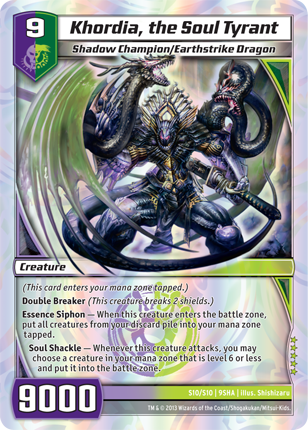 9
Khordia, the Soul Tyrant
Shadow Champion/Earthstrike Dragon
Creature
(This card enters your mana zone tapped.)
Double Breaker (This creature breaks 2 shields.)
Essence Siphon — When this creature enters the battle zone,
put all creatures from your discard pile into your mana zone
tapped.
Soul Shackle — Whenever this creature attacks, you may
choose a creature in your mana zone that is level 6 or less
and put it into the battle zone.
9000
S10/S10 | 9SHA | illus. Shishizaru
TM & © 2013 Wizards of the Coast/Shogakukan/Mitsui-Kids.